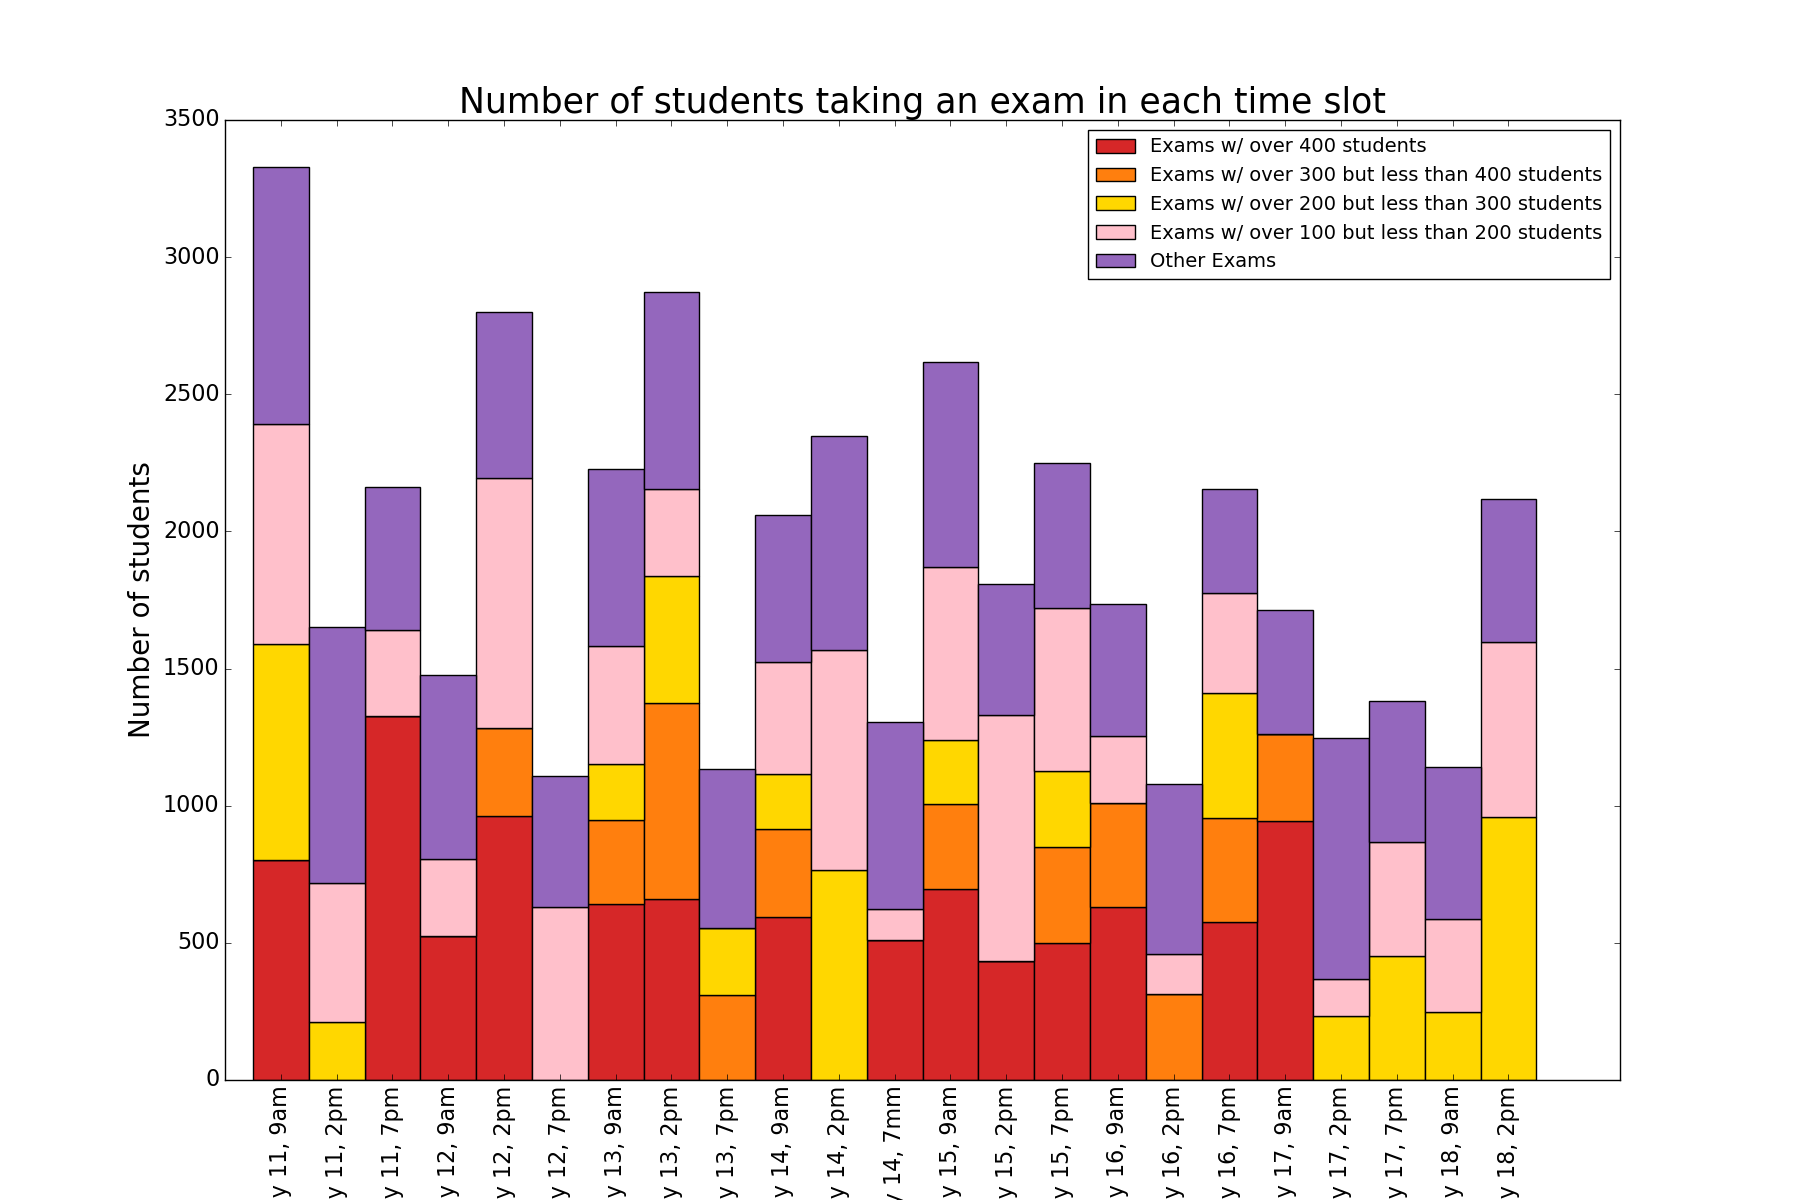 Number of students taking an exam in each time slot
Exams w/ over 400 students
Exams w/ over 300 but less than 400 students
Exams w/ over 200 but less than 300 students
Exams w/ over 100 but less than 200 students
Other Exams
Number of students
3500
3000
2500
2000
1500
1000
500
0
y 11, 9am
y 11, 2pm
y 11, 7pm
y 12, 9am
y 12, 2pm
y 12, 7pm
y 13, 9am
y 13, 2pm
y 13, 7pm
y 14, 9am
y 14, 2pm
y 14, 7mm
y 15, 9am
y 15, 2pm
y 15, 7pm
y 16, 9am
y 16, 2pm
y 16, 7pm
y 17, 9am
y 17, 2pm
y 17, 7pm
y 18, 9am
y 18, 2pm